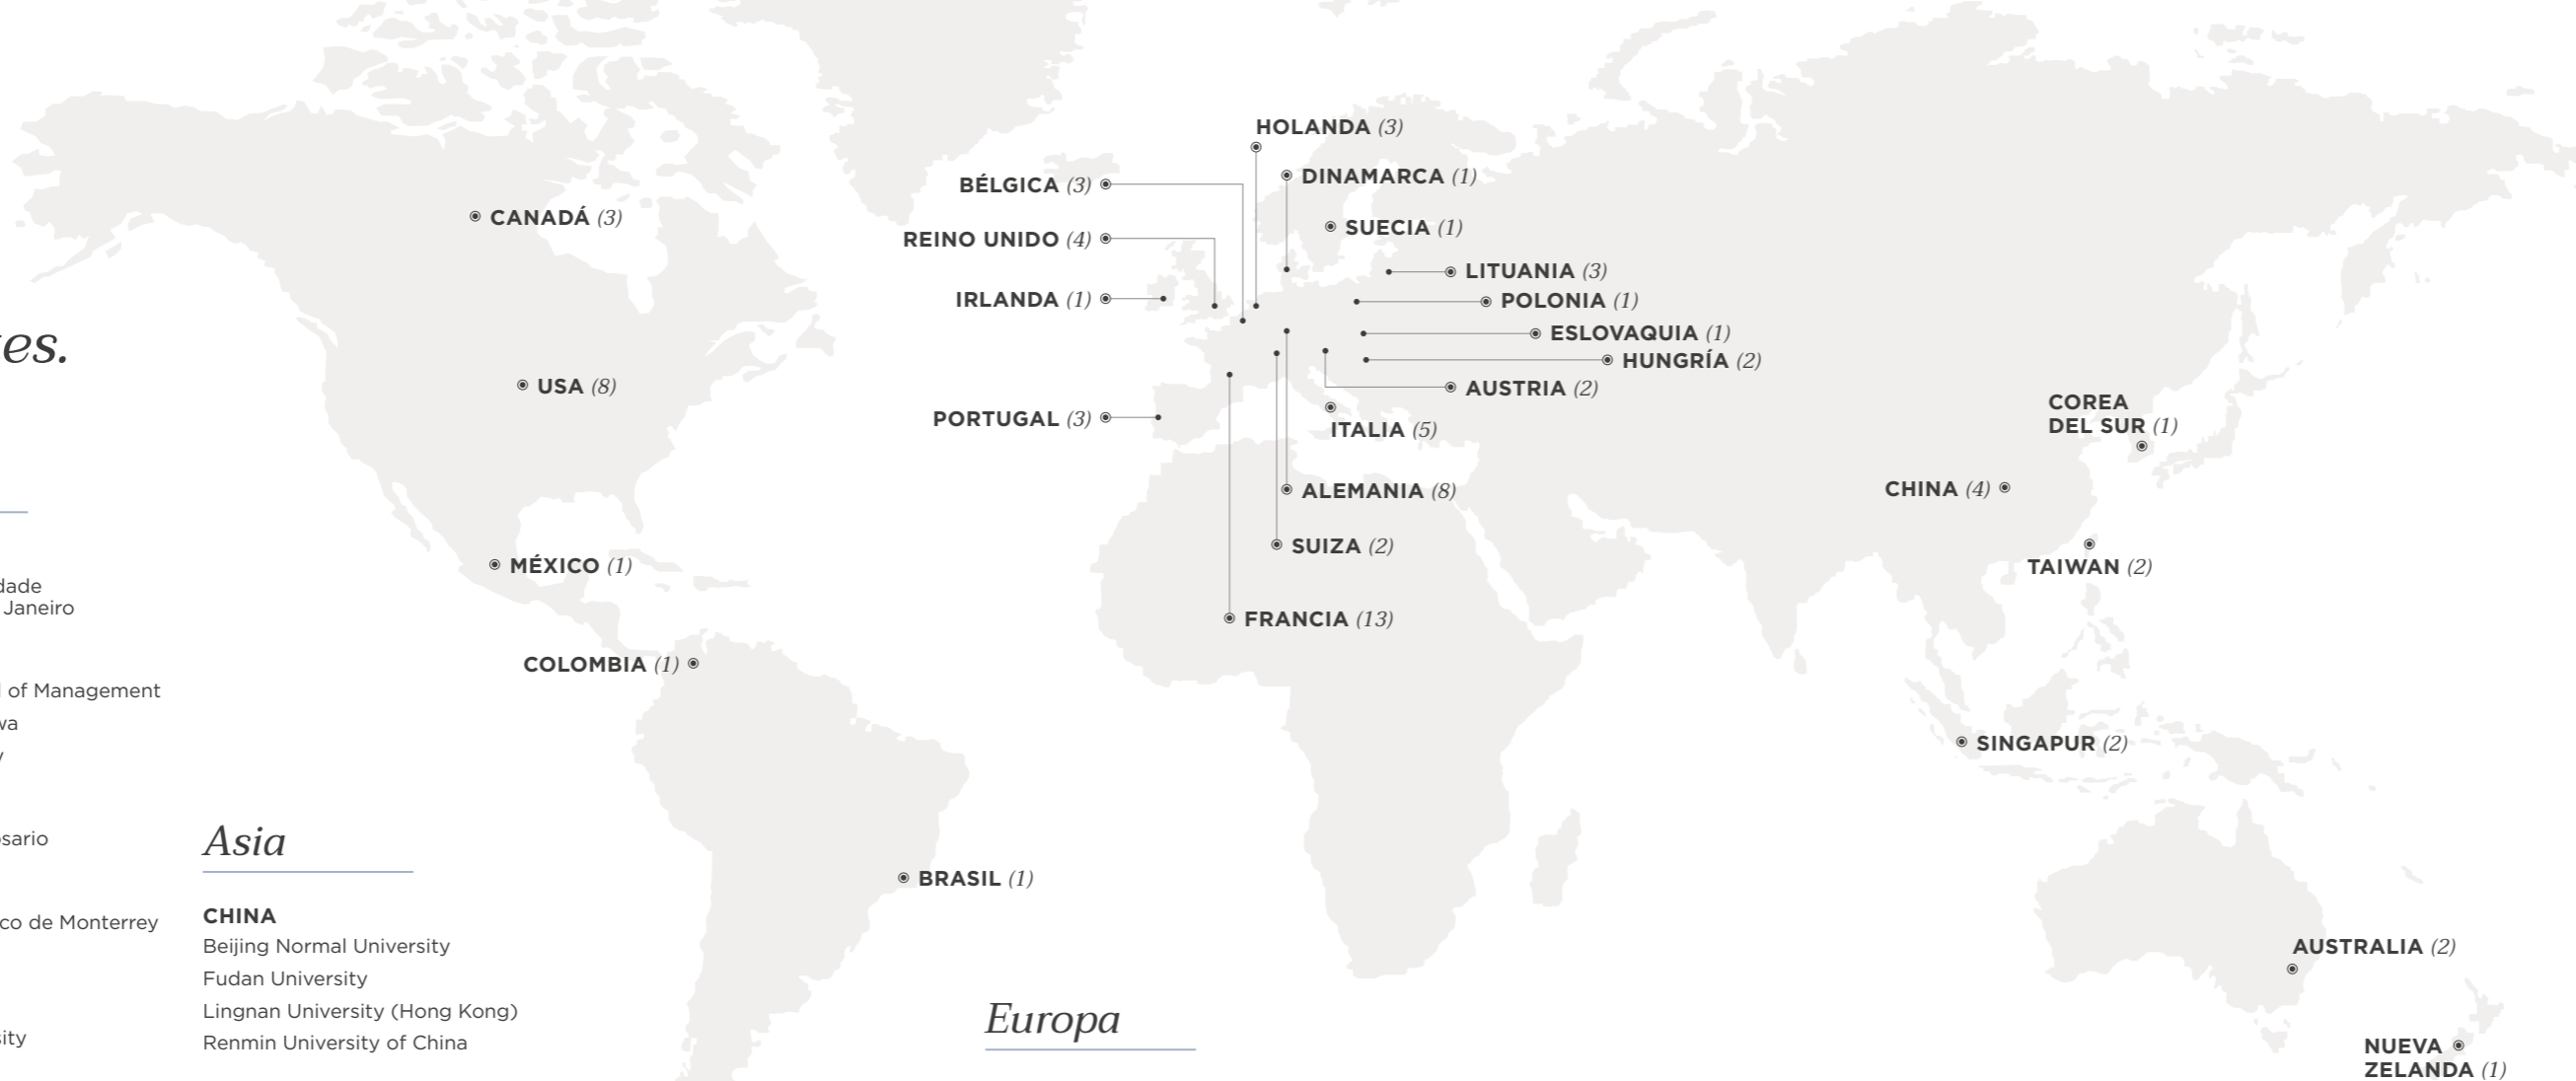 HOLANDA (3)
BÉLGICA (3)
DINAMARCA (1)
CANADÁ (3)
SUECIA (1)
REINO UNIDO (4)
LITUANIA (3)
IRLANDA (1)
POLONIA (1)
ESLOVAQUIA (1)
es.
HUNGRÍA (2)
USA (8)
AUSTRIA (2)
PORTUGAL (3)
ITALIA (5)
COREA
DEL SUR (1)
ALEMANIA (8)
CHINA (4)
SUIZA (2)
MÉXICO (1)
TAIWAN (2)
dade
Janeiro
FRANCIA (13)
COLOMBIA (1)
of Management
wa
y
SINGAPUR (2)
sario
Asia
BRASIL (1)
CHINA
co de Monterrey
Beijing Normal University
AUSTRALIA (2)
Fudan University
Lingnan University (Hong Kong)
Europa
sity
Renmin University of China
NUEVA
ZELANDA (1)